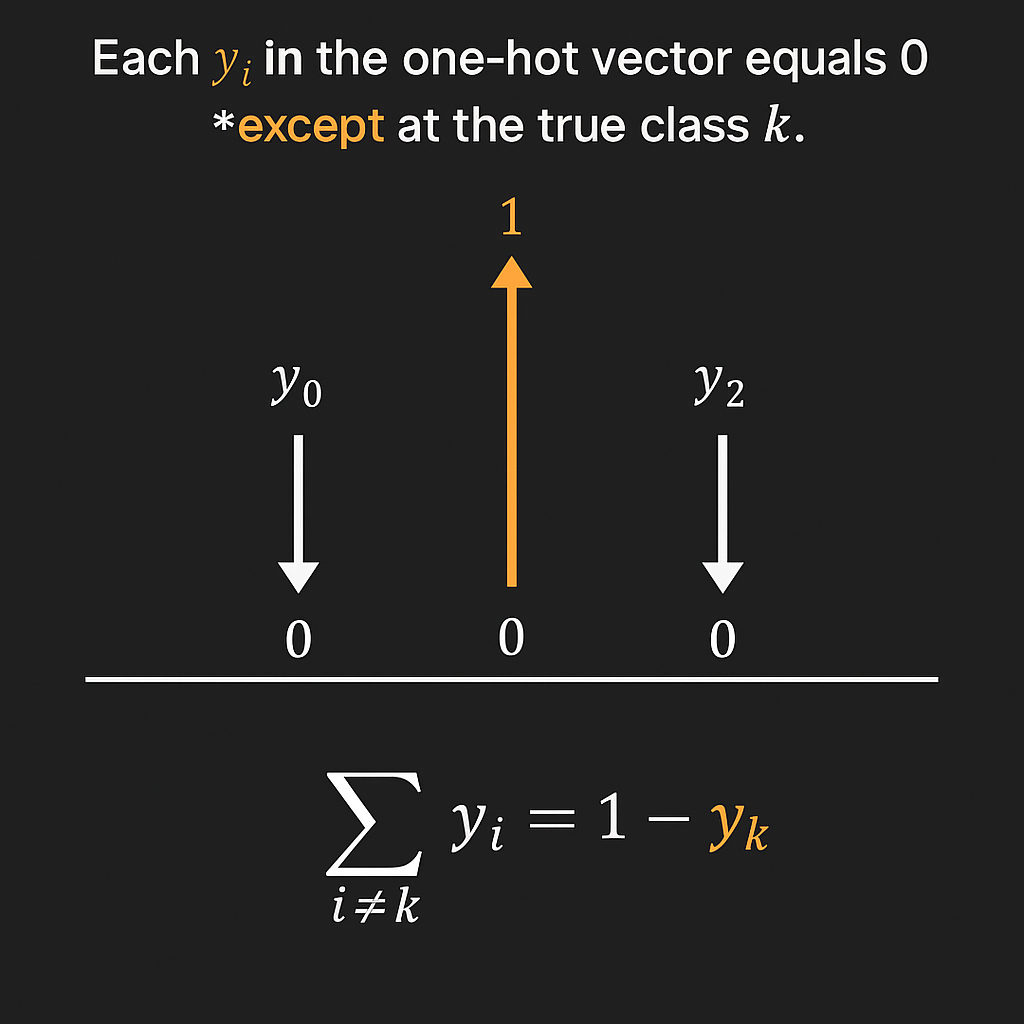 Each yᵢ in the one-hot vector equals 0
*except at the true class k.
1
y₀ y₂
0 0 0
∑ yᵢ = 1 − yₖ
i ≠ k